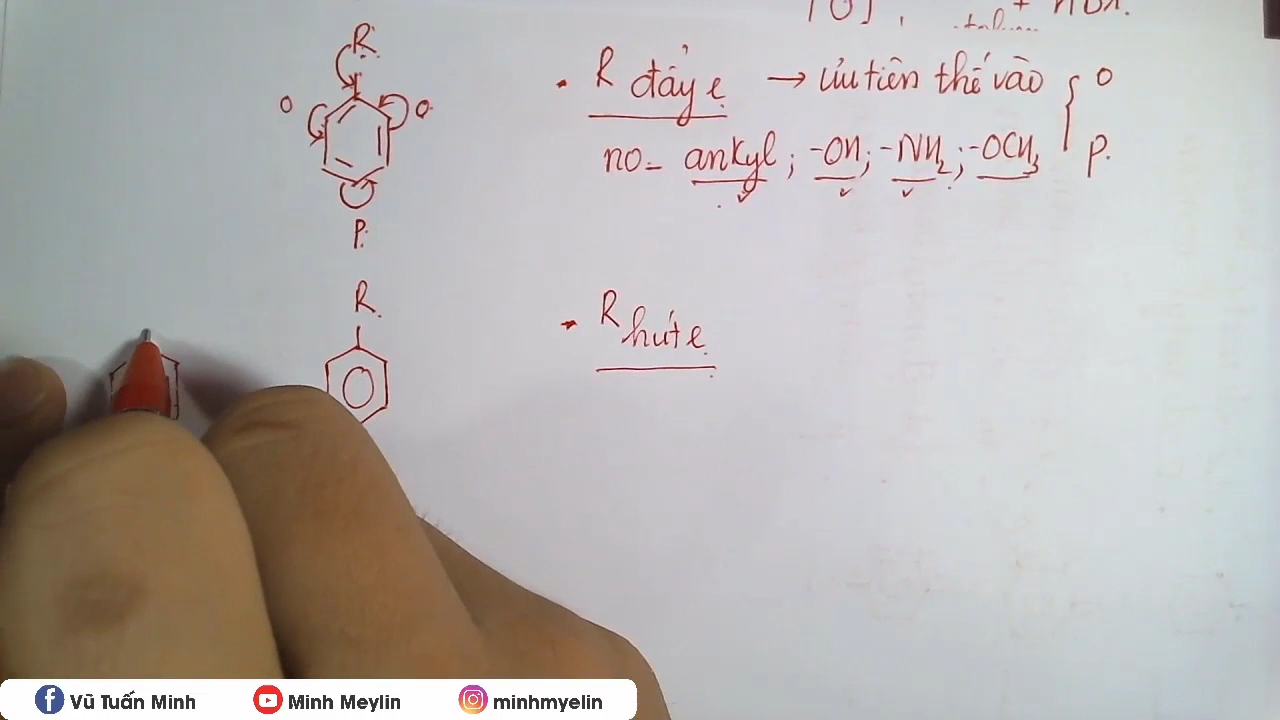 R
• R đẩy e → ưu tiên thế vào { O
O O
no- ankyl ; -OH ; -NH2 ; -OCH3 P.
P.
R
• R hút e
Vũ Tuấn Minh Minh Meylin minhmyelin